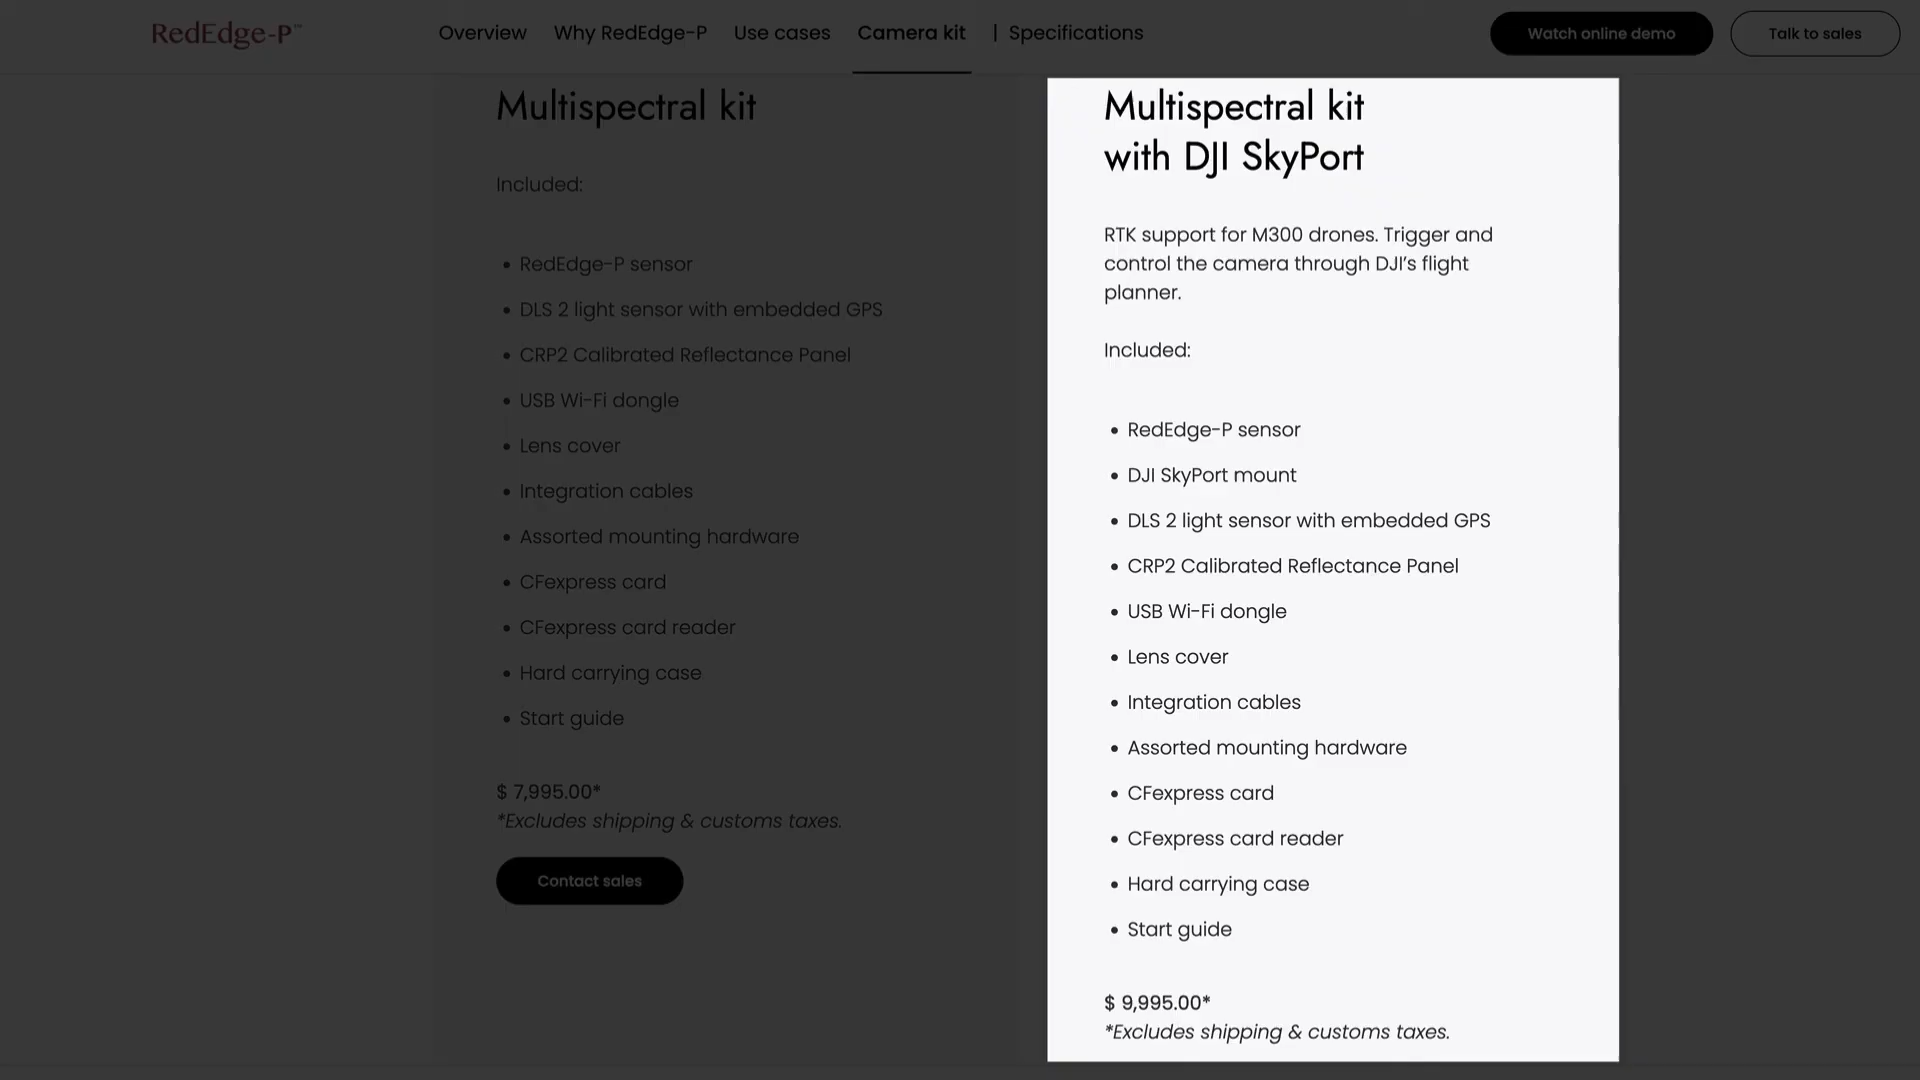 RedEdge-P™
Overview
Why RedEdge-P
Use cases
Camera kit
| Specifications
Watch online demo
Talk to sales
Multispectral kit
Included:
• RedEdge-P sensor
• DLS 2 light sensor with embedded GPS
• CRP2 Calibrated Reflectance Panel
• USB Wi-Fi dongle
• Lens cover
• Integration cables
• Assorted mounting hardware
• CFexpress card
• CFexpress card reader
• Hard carrying case
• Start guide
$ 7,995.00*
*Excludes shipping & customs taxes.
Contact sales
Multispectral kit
with DJI SkyPort
RTK support for M300 drones. Trigger and
control the camera through DJI’s flight
planner.
Included:
• RedEdge-P sensor
• DJI SkyPort mount
• DLS 2 light sensor with embedded GPS
• CRP2 Calibrated Reflectance Panel
• USB Wi-Fi dongle
• Lens cover
• Integration cables
• Assorted mounting hardware
• CFexpress card
• CFexpress card reader
• Hard carrying case
• Start guide
$ 9,995.00*
*Excludes shipping & customs taxes.